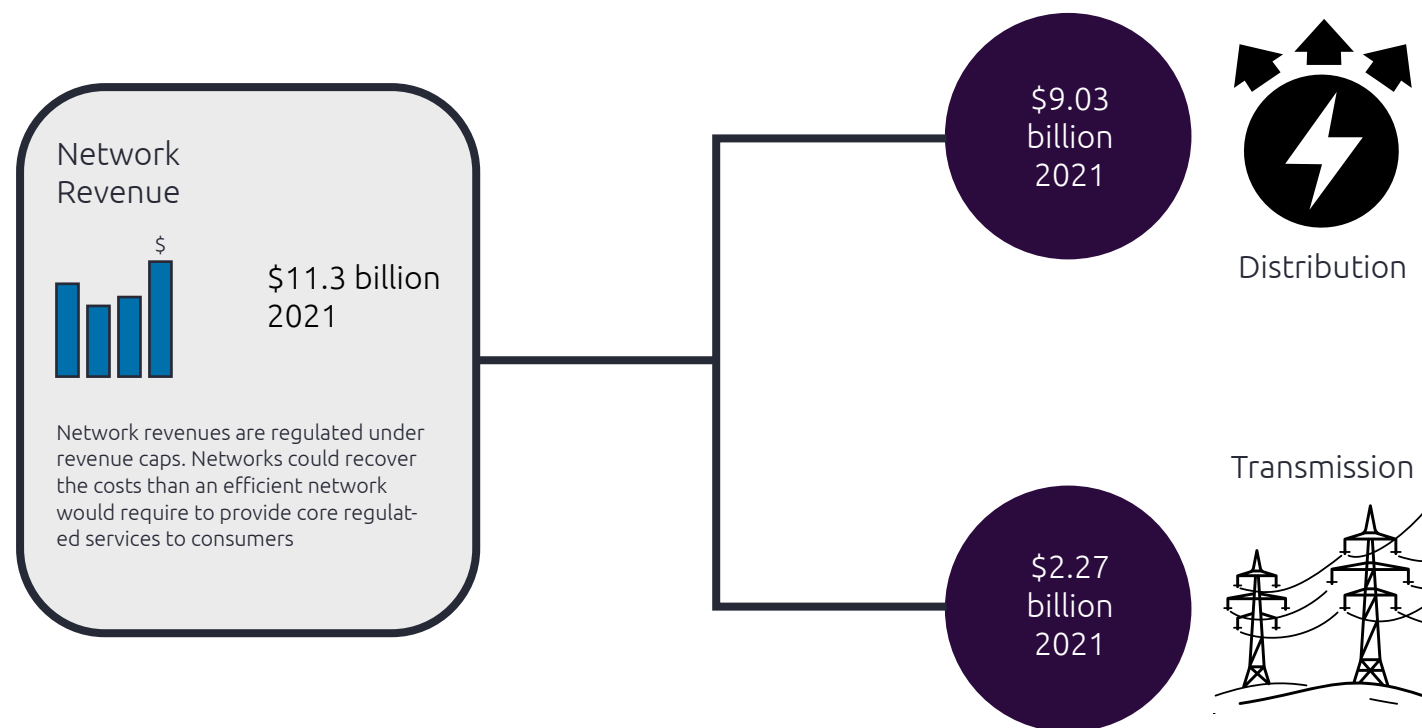 Network
Revenue
$
$11.3 billion
2021
Network revenues are regulated under
revenue caps. Networks could recover
the costs than an efficient network
would require to provide core regulat-
ed services to consumers
$9.03
billion
2021
Distribution
Transmission
$2.27
billion
2021